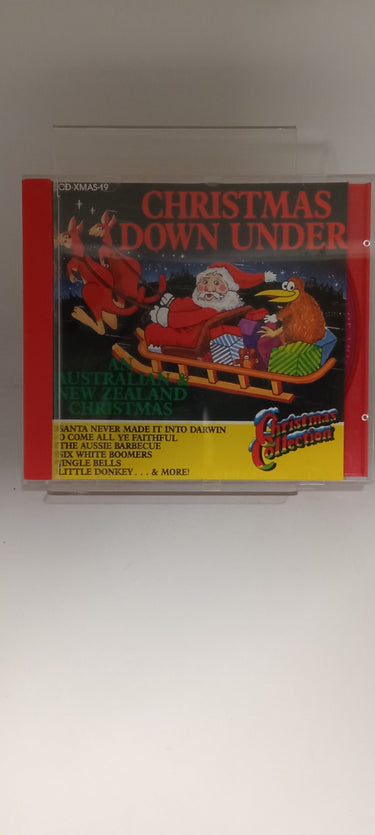 CD-XMAS-19
CHRISTMAS
DOWN UNDER
AN
AUSTRALIAN &
NEW ZEALAND
CHRISTMAS
SANTA NEVER MADE IT INTO DARWIN
O COME ALL YE FAITHFUL
THE AUSSIE BARBECUE
SIX WHITE BOOMERS
JINGLE BELLS
LITTLE DONKEY . . . & MORE!
Christmas
Collection